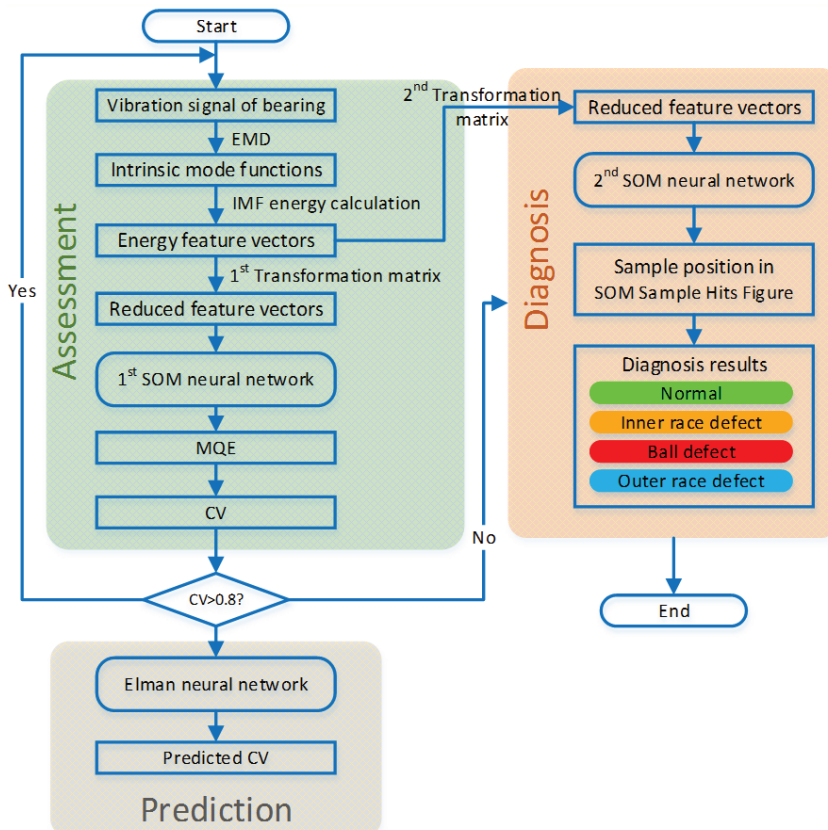 Start
Assessment
Vibration signal of bearing
EMD
Intrinsic mode functions
IMF energy calculation
Energy feature vectors
1st Transformation matrix
Reduced feature vectors
1st SOM neural network
MQE
CV
CV>0.8?
Yes
No
Elman neural network
Predicted CV
Prediction
2nd Transformation
matrix
Diagnosis
Reduced feature vectors
2nd SOM neural network
Sample position in
SOM Sample Hits Figure
Diagnosis results
Normal
Inner race defect
Ball defect
Outer race defect
End